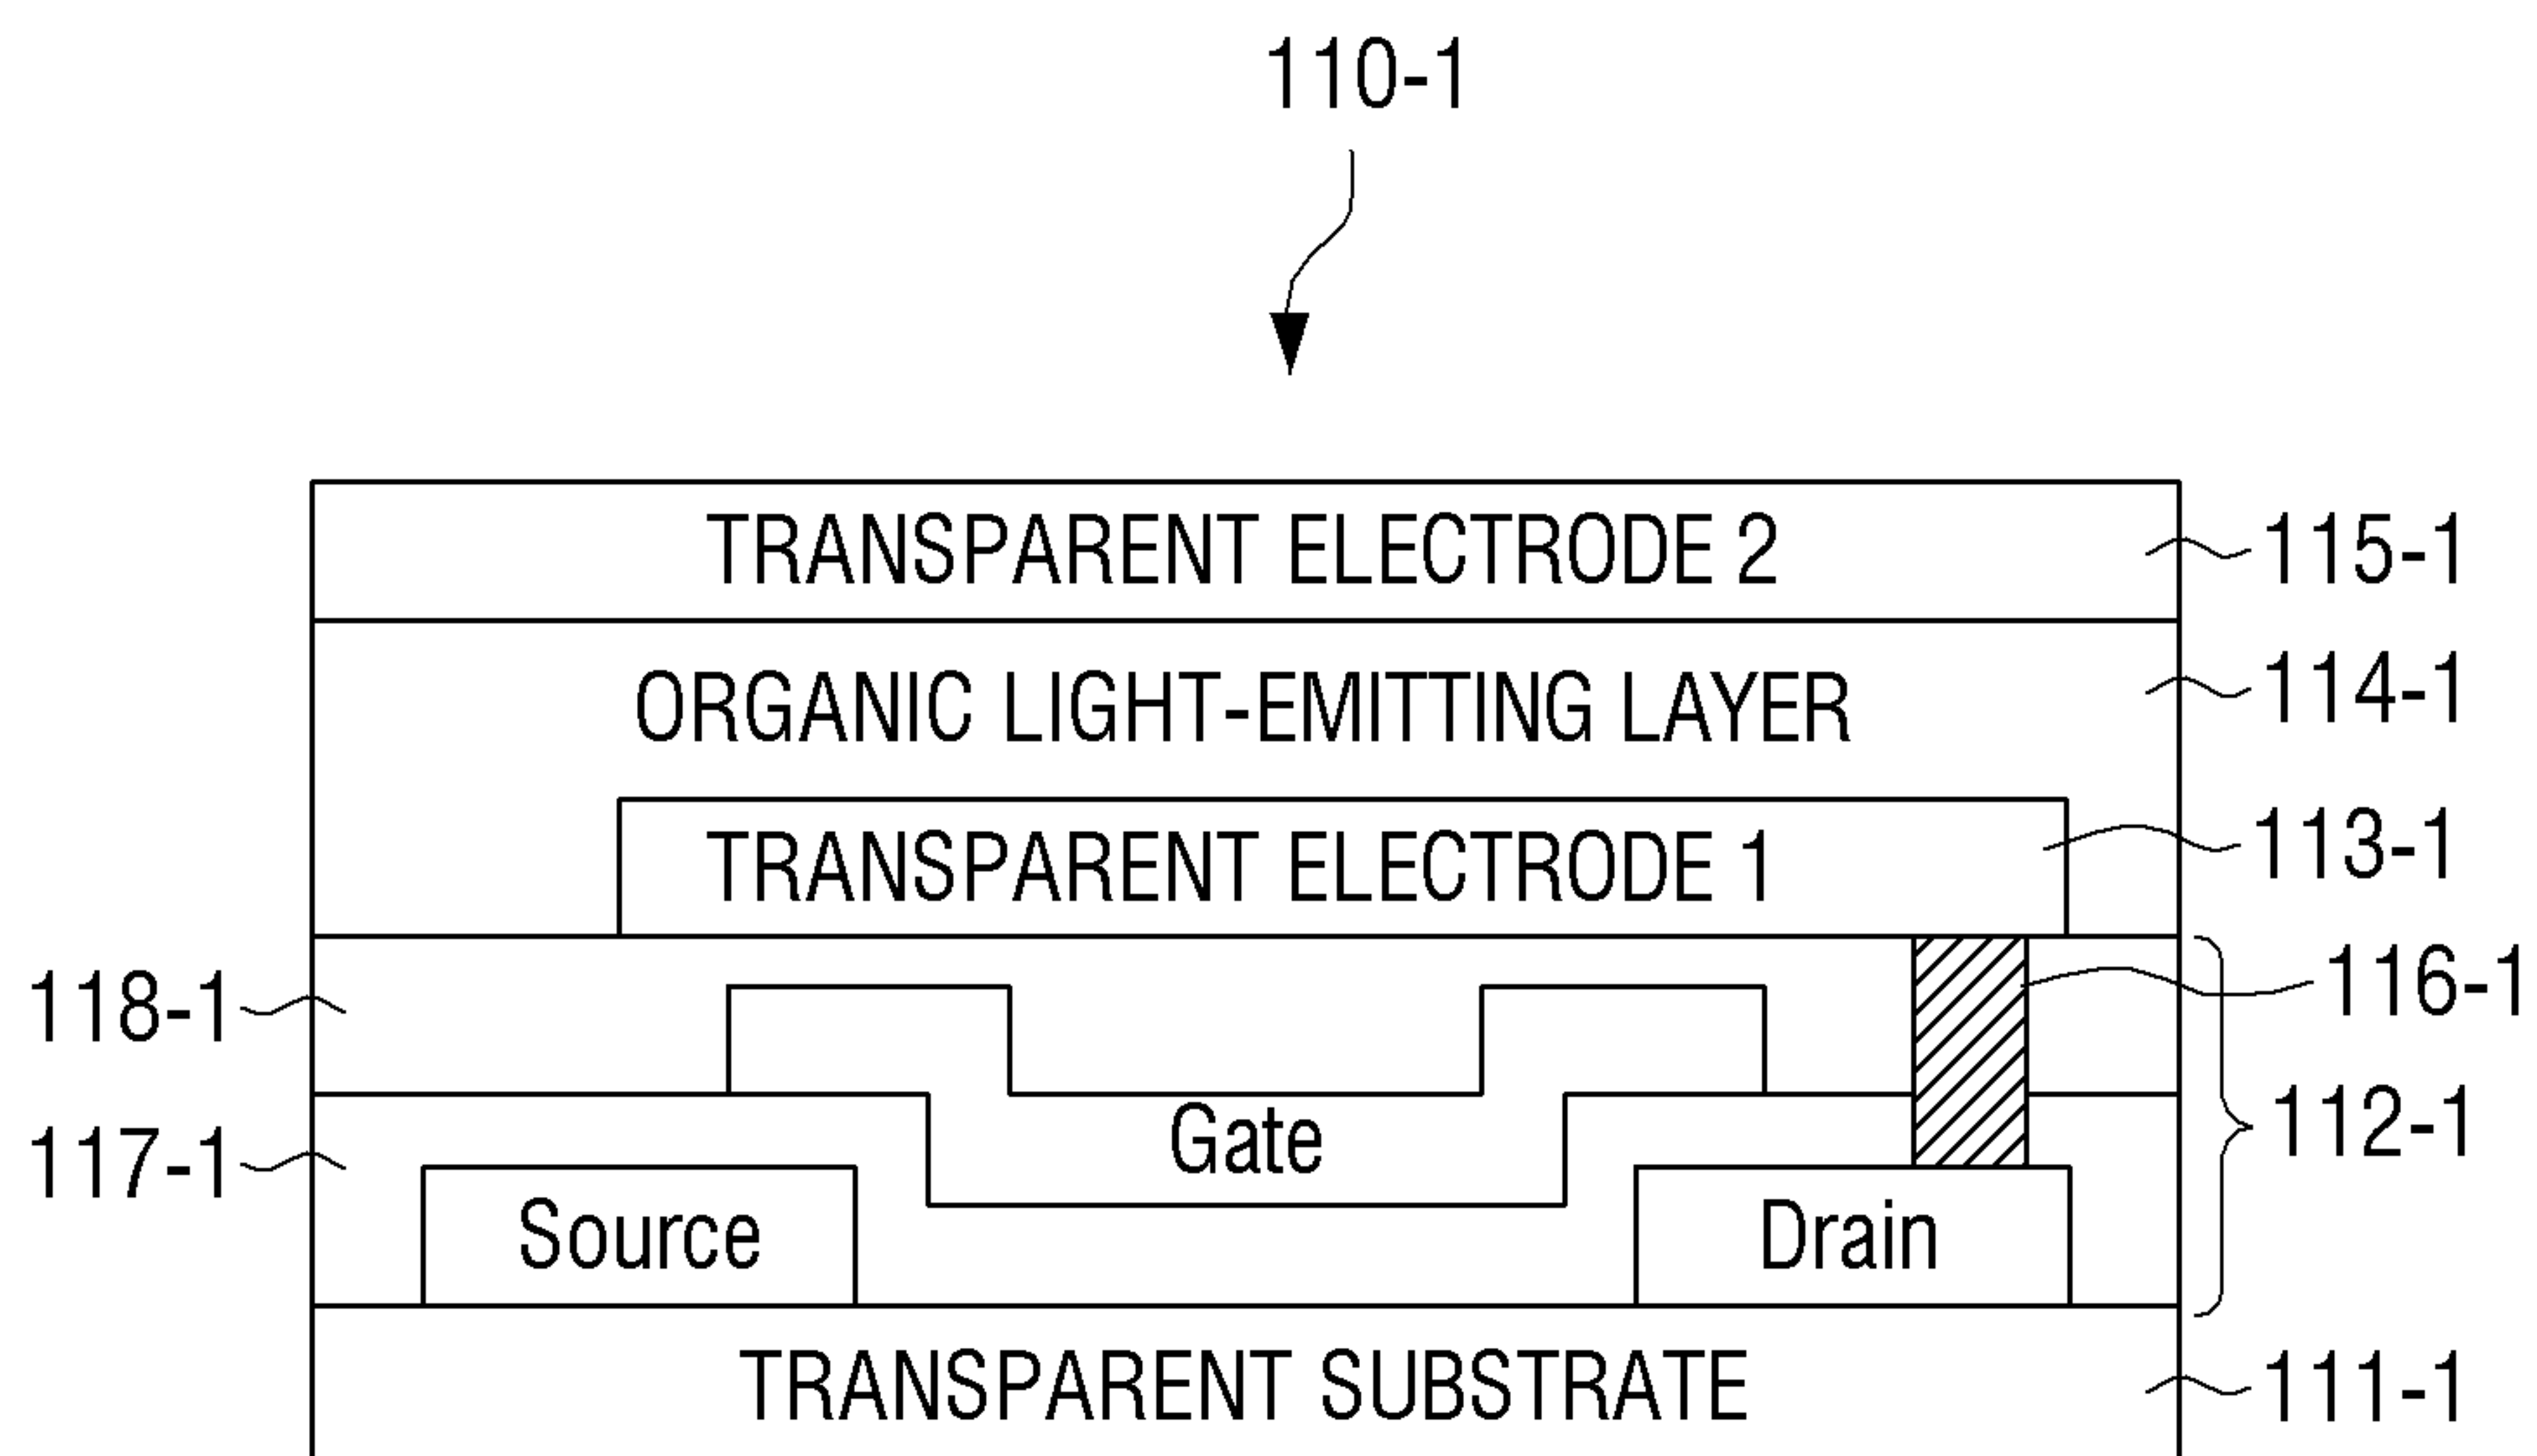 110-1
TRANSPARENT ELECTRODE 2
115-1
ORGANIC LIGHT-EMITTING LAYER
114-1
TRANSPARENT ELECTRODE 1
113-1
118-1
116-1
Gate
112-1
117-1
Source
Drain
TRANSPARENT SUBSTRATE
111-1